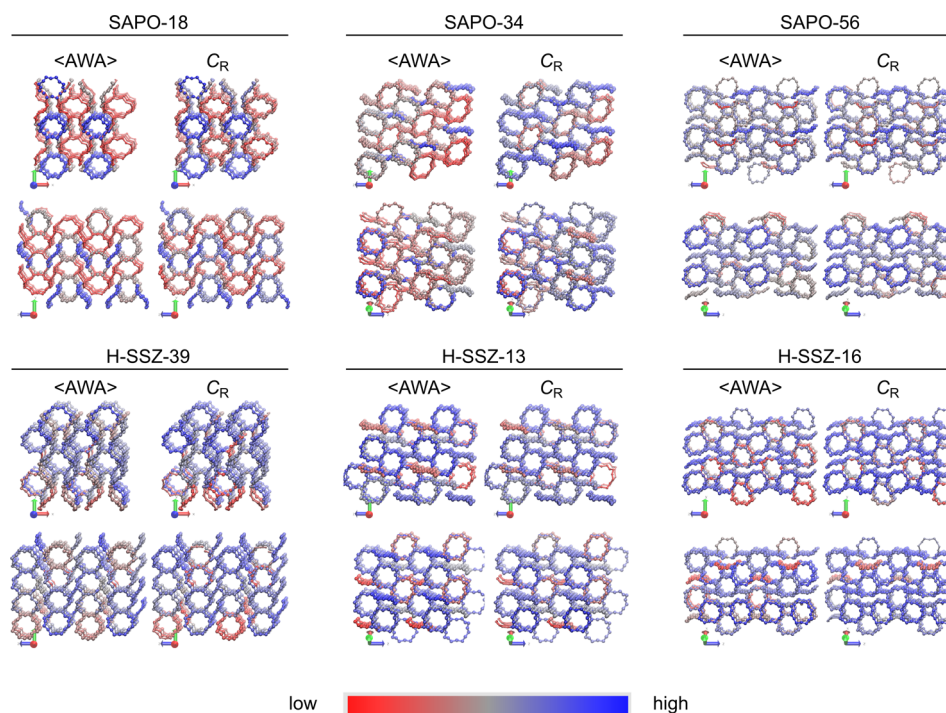 SAPO-18 SAPO-34 SAPO-56
<AWA> CR <AWA> CR <AWA> CR
H-SSZ-39 H-SSZ-13 H-SSZ-16
<AWA> CR <AWA> CR <AWA> CR
low high